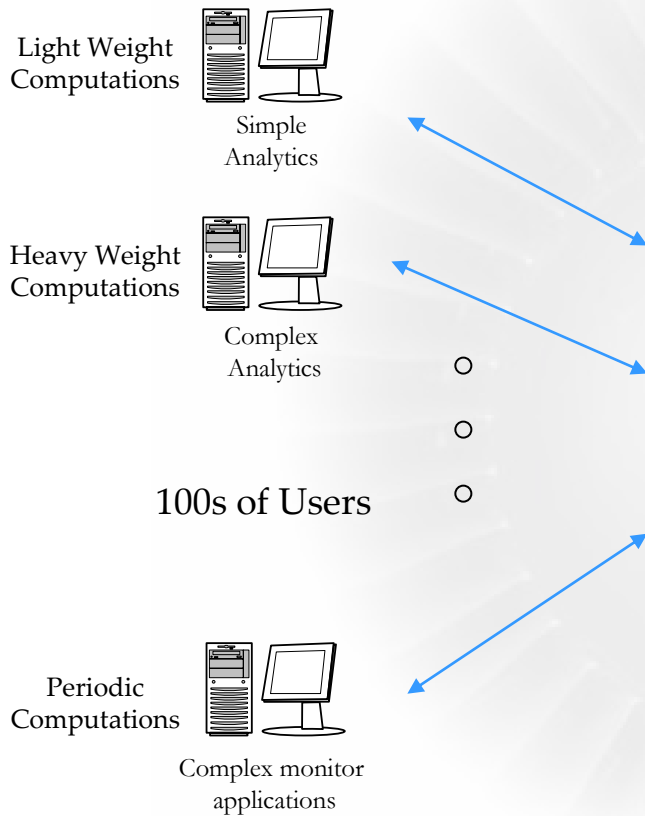 Light Weight
Computations
Simple
Analytics
Heavy Weight
Computations
Complex
Analytics
100s of Users
Periodic
Computations
Complex monitor
applications